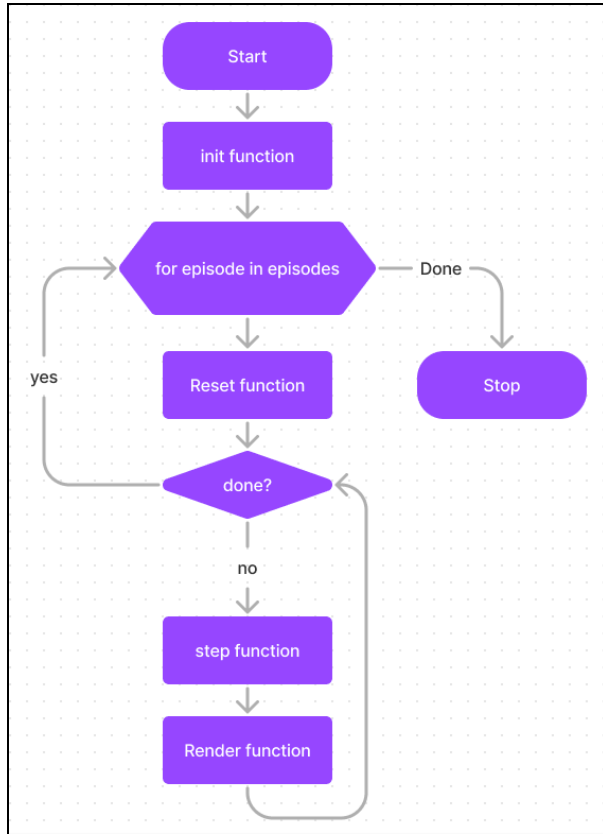 Start
init function
for episode in episodes
Done
Reset function
Stop
yes
done?
no
step function
Render function